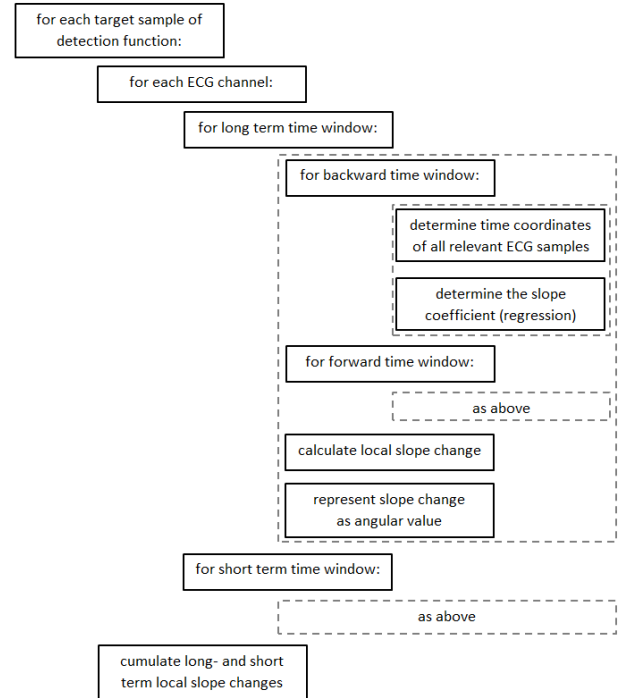 for each target sample of
detection function:
for each ECG channel:
for long term time window:
for backward time window:
determine time coordinates
of all relevant ECG samples
determine the slope
coefficient (regression)
for forward time window:
as above
calculate local slope change
represent slope change
as angular value
for short term time window:
as above
cumulate long- and short
term local slope changes